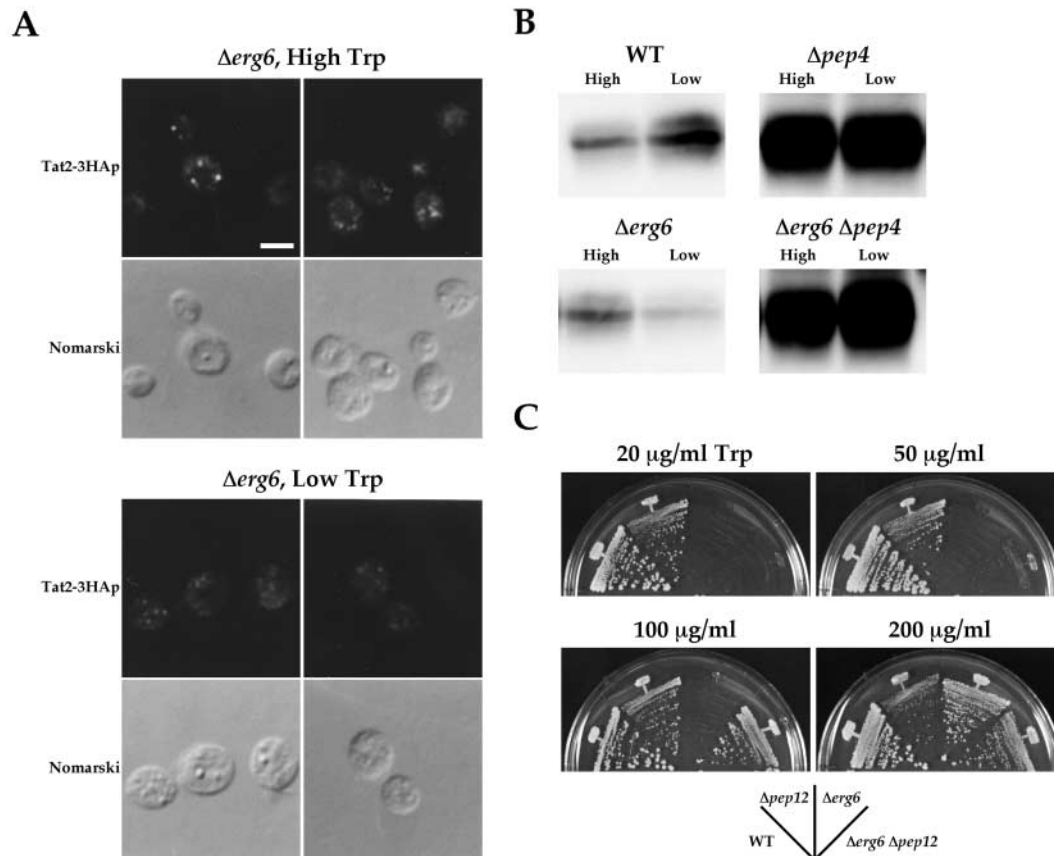 A
Δerg6, High Trp
Tat2-3HAp
Nomarski
Δerg6, Low Trp
Tat2-3HAp
Nomarski
B
WT
Δpep4
High Low
High Low
Δerg6
Δerg6 Δpep4
High Low
High Low
C
20 µg/ml Trp
50 µg/ml
100 µg/ml
200 µg/ml
Δpep12 Δerg6
WT Δerg6 Δpep12